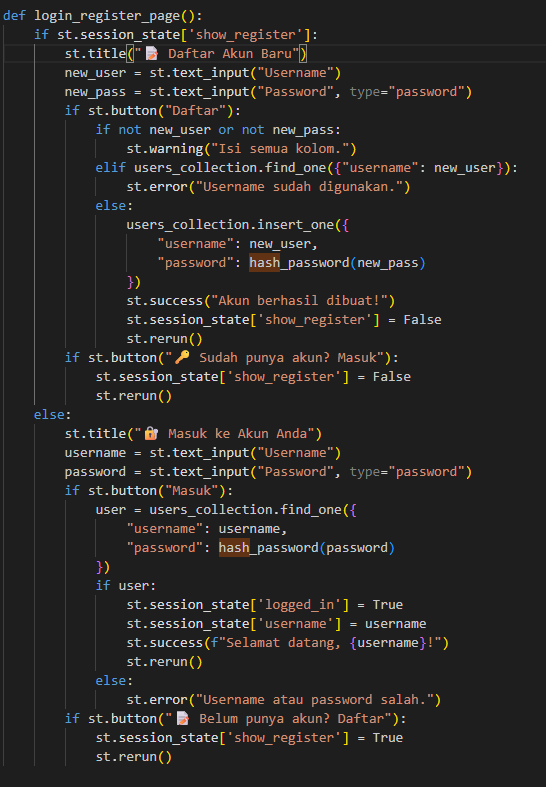 def login_register_page():
    if st.session_state['show_register']:
        st.title("📝 Daftar Akun Baru")
        new_user = st.text_input("Username")
        new_pass = st.text_input("Password", type="password")
        if st.button("Daftar"):
            if not new_user or not new_pass:
                st.warning("Isi semua kolom.")
            elif users_collection.find_one({"username": new_user}):
                st.error("Username sudah digunakan.")
            else:
                users_collection.insert_one({
                    "username": new_user,
                    "password": hash_password(new_pass)
                })
                st.success("Akun berhasil dibuat!")
                st.session_state['show_register'] = False
                st.rerun()
        if st.button("🔑 Sudah punya akun? Masuk"):
            st.session_state['show_register'] = False
            st.rerun()
    else:
        st.title("🔐 Masuk ke Akun Anda")
        username = st.text_input("Username")
        password = st.text_input("Password", type="password")
        if st.button("Masuk"):
            user = users_collection.find_one({
                "username": username,
                "password": hash_password(password)
            })
            if user:
                st.session_state['logged_in'] = True
                st.session_state['username'] = username
                st.success(f"Selamat datang, {username}!")
                st.rerun()
            else:
                st.error("Username atau password salah.")
        if st.button("📝 Belum punya akun? Daftar"):
            st.session_state['show_register'] = True
            st.rerun()